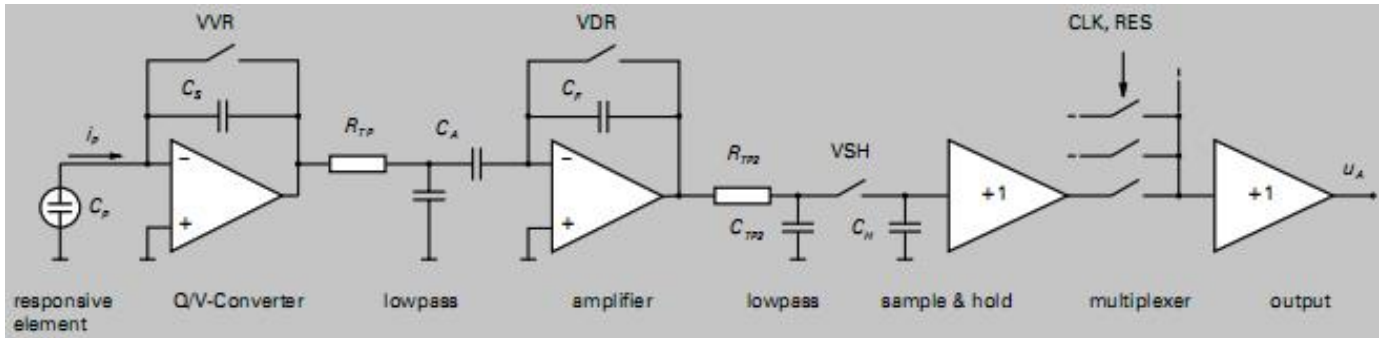 VVR
VDR
CLK, RES
C_S
C_F
i_P
R_TP
C_A
R_TP2
VSH
u_A
−
−
+1
+1
C_P
+
+
C_TP2
C_H
responsive element
Q/V-Converter
lowpass
amplifier
lowpass
sample & hold
multiplexer
output